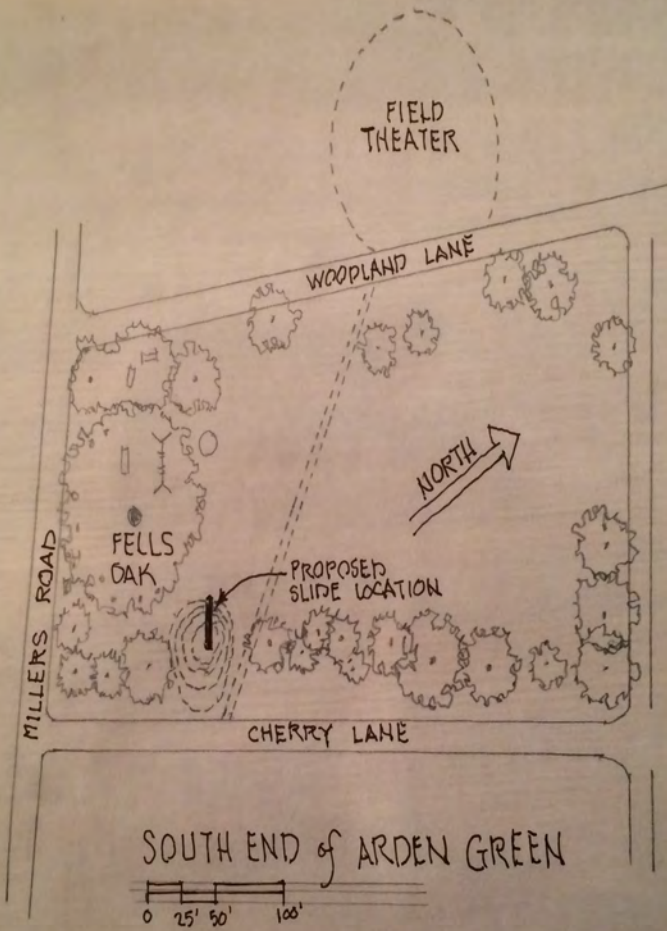 FIELD
THEATER
WOODLAND LANE
NORTH
FELLS
OAK
PROPOSED
SLIDE LOCATION
MILLERS ROAD
CHERRY LANE
SOUTH END of ARDEN GREEN
0 25' 50' 100'